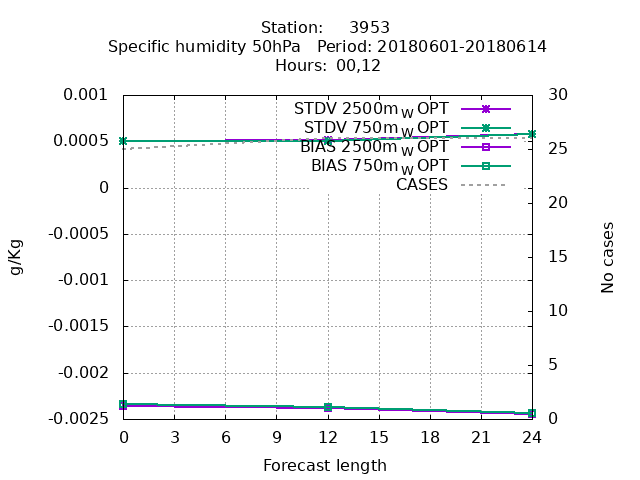 Station: 3953
Specific humidity 50hPa Period: 20180601-20180614
Hours: 00,12
0.001
0.0005
0
-0.0005
-0.001
-0.0015
-0.002
-0.0025
30
25
20
15
10
5
0
STDV 2500m W OPT
STDV 750m W OPT
BIAS 2500m W OPT
BIAS 750m W OPT
CASES
g/Kg
No cases
0 3 6 9 12 15 18 21 24
Forecast length